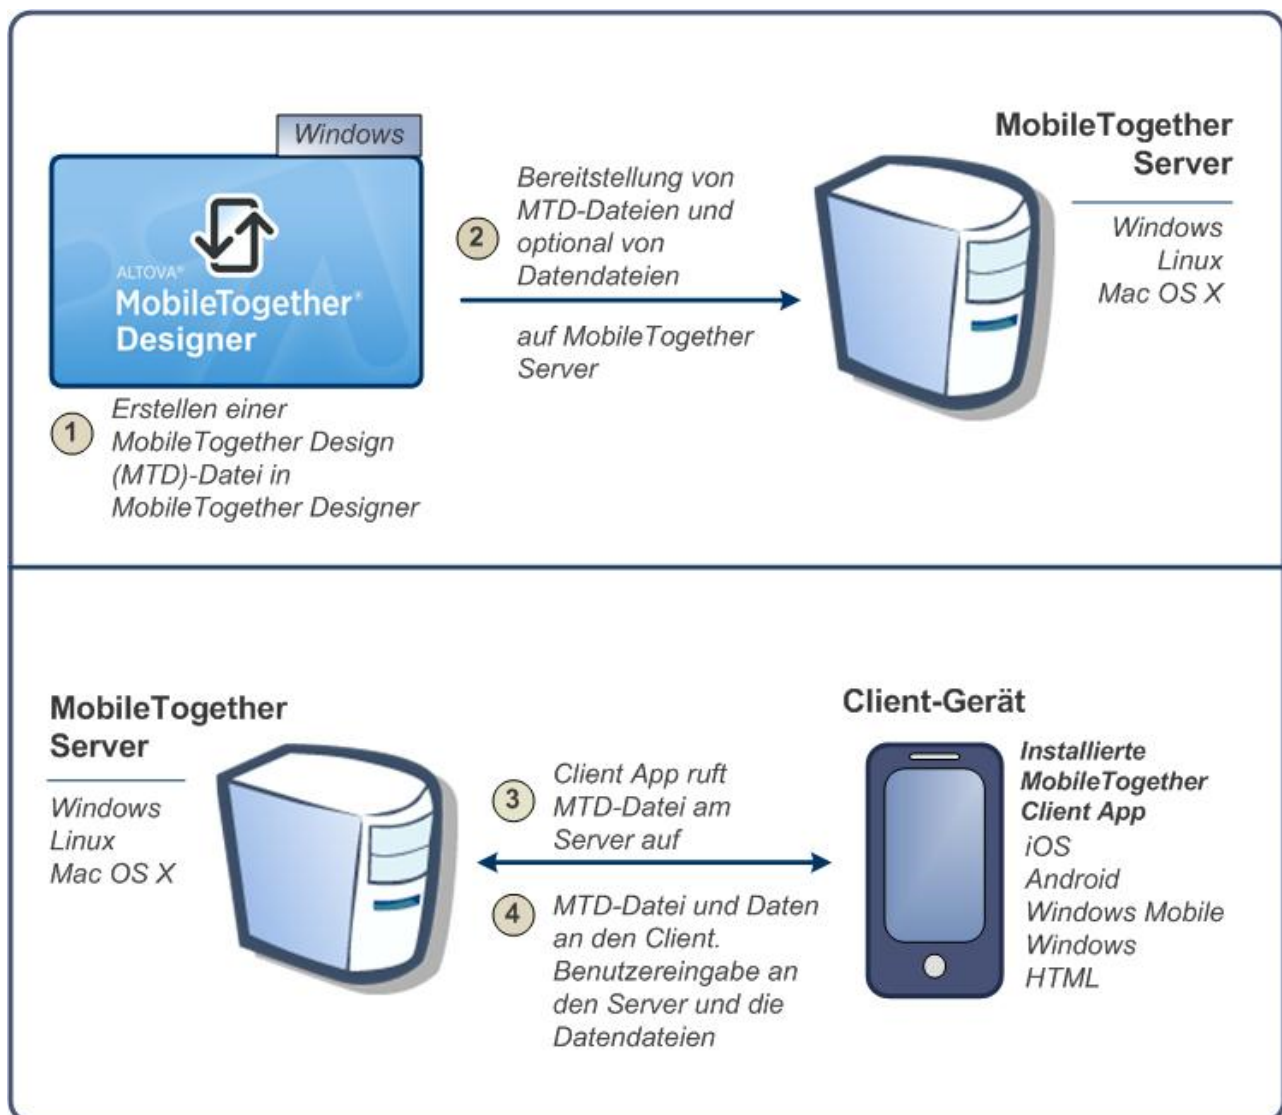 Windows
ALTOVA®
MobileTogether®
Designer
1
Erstellen einer
MobileTogether Design
(MTD)-Datei in
MobileTogether Designer
2
Bereitstellung von
MTD-Dateien und
optional von
Datendateien
auf MobileTogether
Server
MobileTogether
Server
Windows
Linux
Mac OS X
MobileTogether
Server
Windows
Linux
Mac OS X
3
Client App ruft
MTD-Datei am
Server auf
4
MTD-Datei und Daten
an den Client.
Benutzereingabe an
den Server und die
Datendateien
Client-Gerät
Installierte
MobileTogether
Client App
iOS
Android
Windows Mobile
Windows
HTML